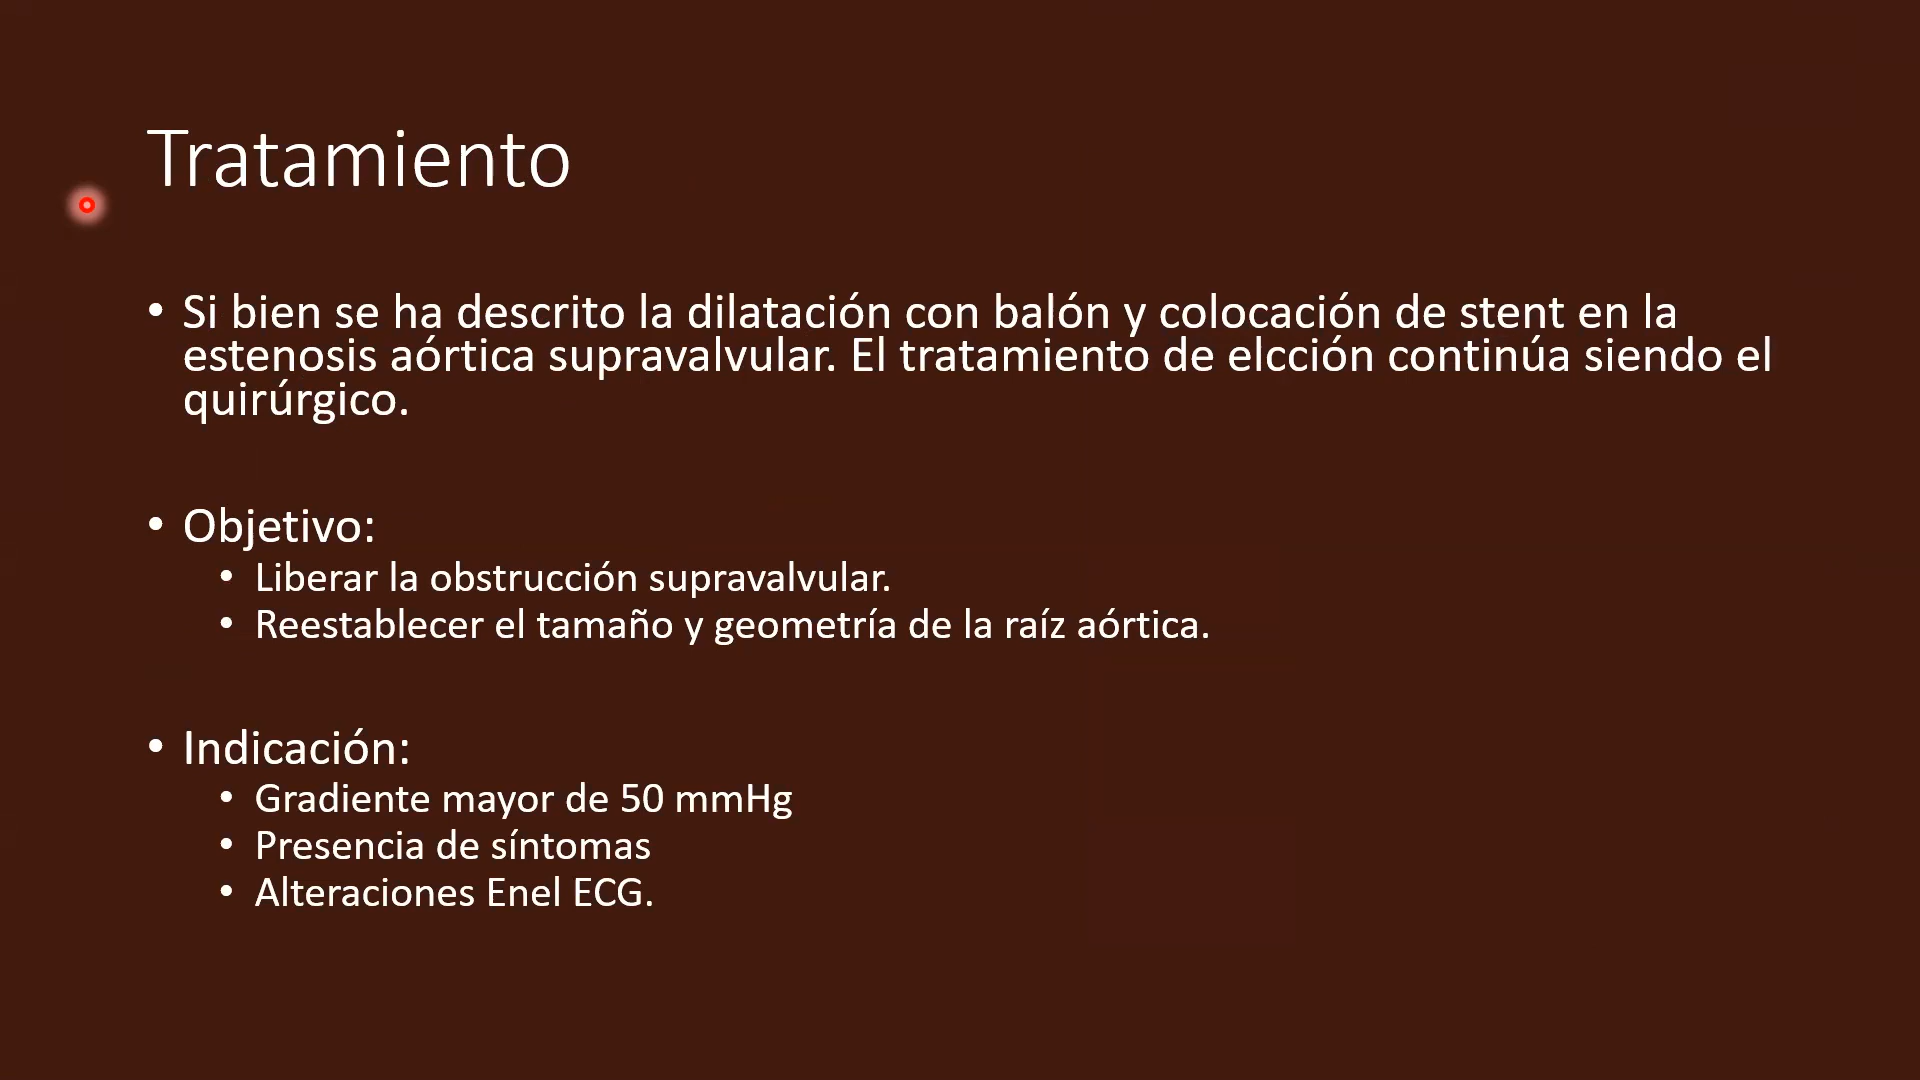 Tratamiento
• Si bien se ha descrito la dilatación con balón y colocación de stent en la
estenosis aórtica supravalvular. El tratamiento de elcción continúa siendo el
quirúrgico.
• Objetivo:
• Liberar la obstrucción supravalvular.
• Reestablecer el tamaño y geometría de la raíz aórtica.
• Indicación:
• Gradiente mayor de 50 mmHg
• Presencia de síntomas
• Alteraciones Enel ECG.